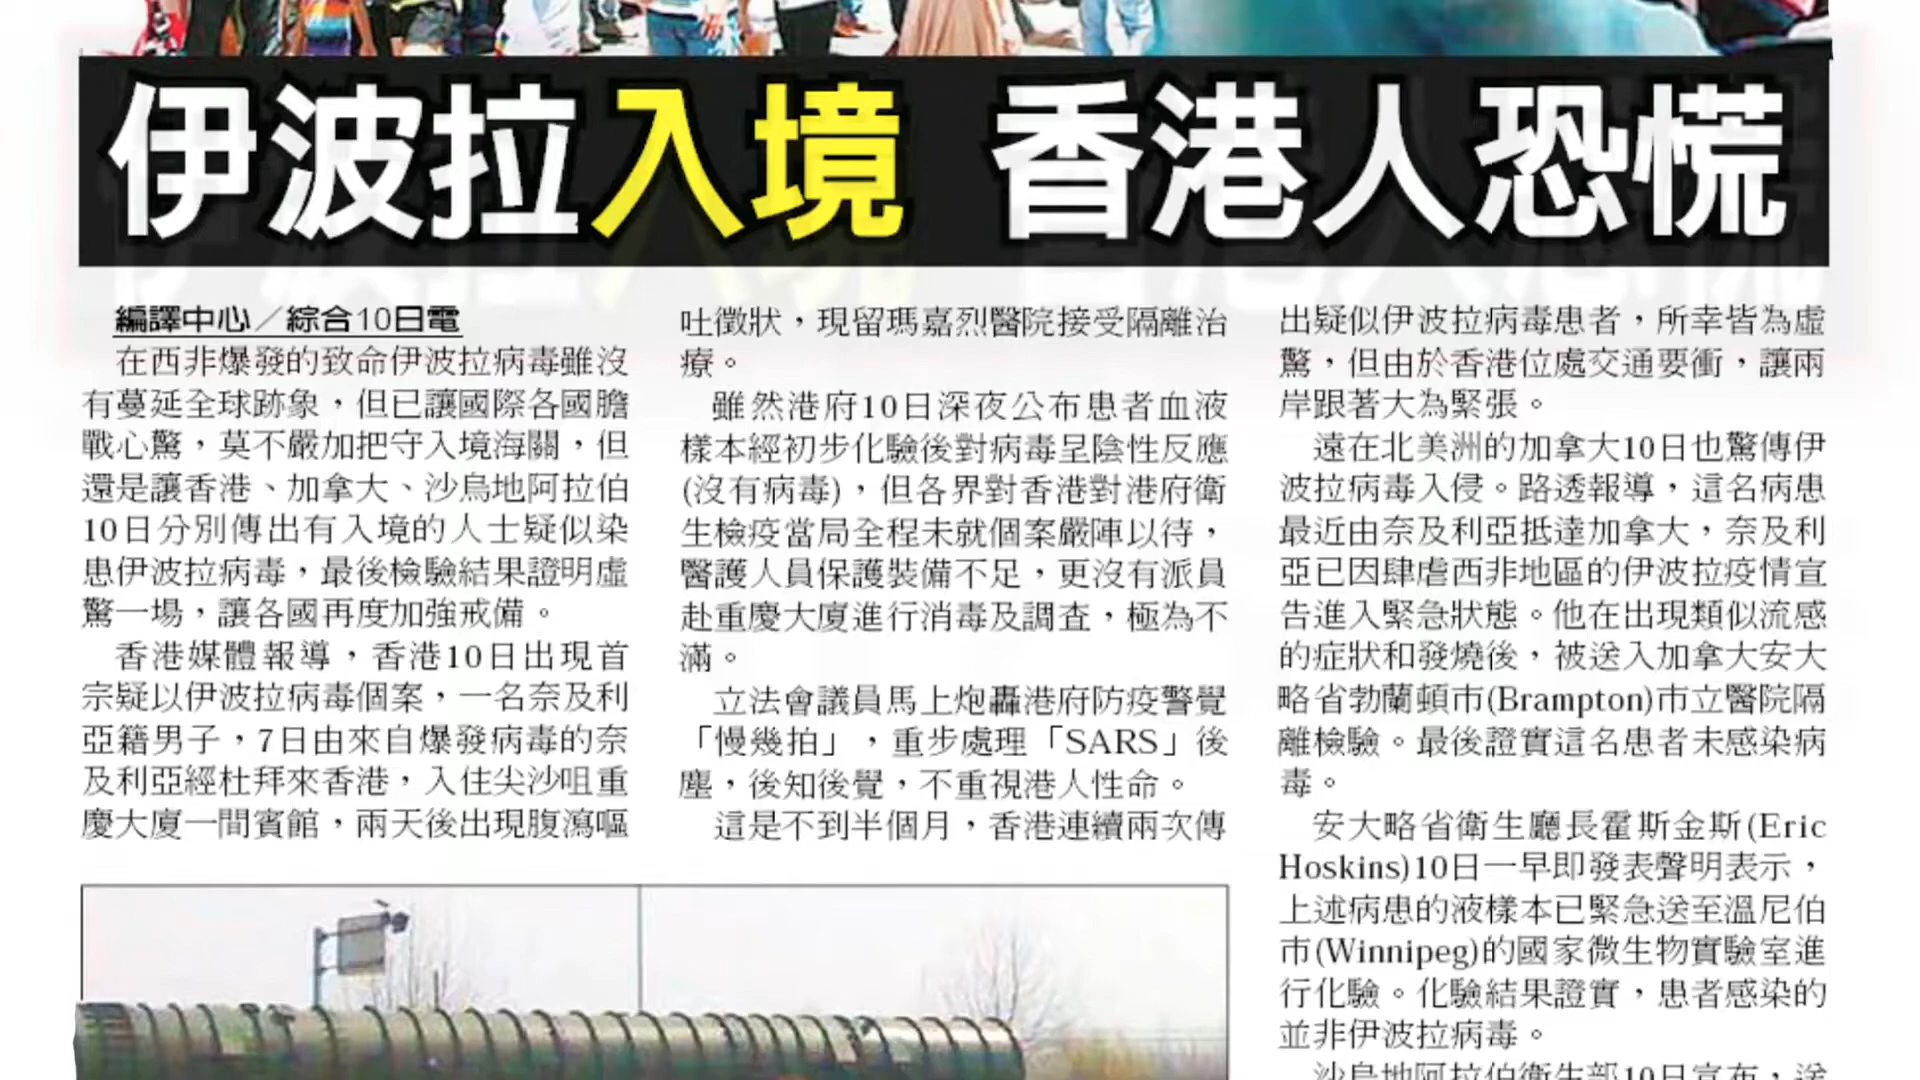 伊波拉入境 香港人恐慌
編譯中心／綜合10日電
在西非爆發的致命伊波拉病毒雖沒
有蔓延全球跡象，但已讓國際各國膽
戰心驚，莫不嚴加把守入境海關，但
還是讓香港、加拿大、沙烏地阿拉伯
10日分別傳出有入境的人士疑似染
患伊波拉病毒，最後檢驗結果證明虛
驚一場，讓各國再度加強戒備。
香港媒體報導，香港10日出現首
宗疑以伊波拉病毒個案，一名奈及利
亞籍男子，7日由來自爆發病毒的奈
及利亞經杜拜來香港，入住尖沙咀重
慶大廈一間賓館，兩天後出現腹瀉嘔
吐徵狀，現留瑪嘉烈醫院接受隔離治
療。
雖然港府10日深夜公布患者血液
樣本經初步化驗後對病毒呈陰性反應
(沒有病毒)，但各界對香港對港府衛
生檢疫當局全程未就個案嚴陣以待，
醫護人員保護裝備不足，更沒有派員
赴重慶大廈進行消毒及調查，極為不
滿。
立法會議員馬上炮轟港府防疫警覺
「慢幾拍」，重步處理「SARS」後
塵，後知後覺，不重視港人性命。
這是不到半個月，香港連續兩次傳
出疑似伊波拉病毒患者，所幸皆為虛
驚，但由於香港位處交通要衝，讓兩
岸跟著大為緊張。
遠在北美洲的加拿大10日也驚傳伊
波拉病毒入侵。路透報導，這名病患
最近由奈及利亞抵達加拿大，奈及利
亞已因肆虐西非地區的伊波拉疫情宣
告進入緊急狀態。他在出現類似流感
的症狀和發燒後，被送入加拿大安大
略省勃蘭頓市(Brampton)市立醫院隔
離檢驗。最後證實這名患者未感染病
毒。
安大略省衛生廳長霍斯金斯(Eric
Hoskins)10日一早即發表聲明表示，
上述病患的液樣本已緊急送至溫尼伯
市(Winnipeg)的國家微生物實驗室進
行化驗。化驗結果證實，患者感染的
並非伊波拉病毒。
沙烏地阿拉伯衛生部10日宣布，送